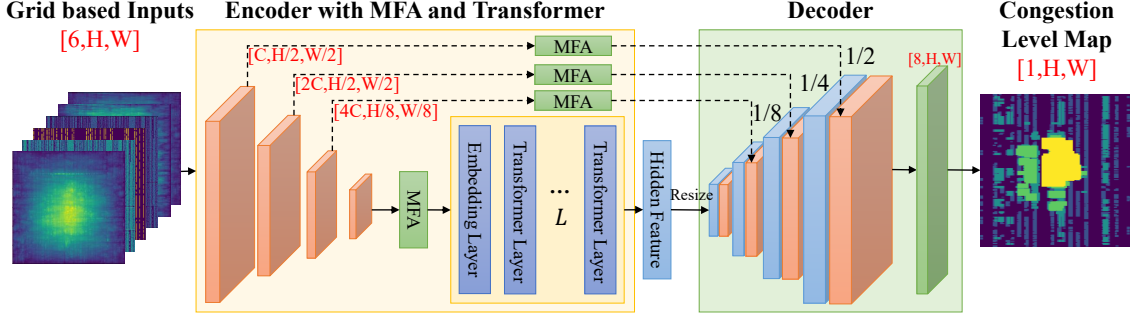 Grid based Inputs
[6,H,W]
Encoder with MFA and Transformer
[C,H/2,W/2]
[2C,H/2,W/2]
[4C,H/8,W/8]
MFA
MFA
MFA
MFA
Embedding Layer
Transformer Layer
...
L
Transformer Layer
Hidden Feature
Resize
Decoder
1/8
1/4
1/2
[8,H,W]
Congestion
Level Map
[1,H,W]